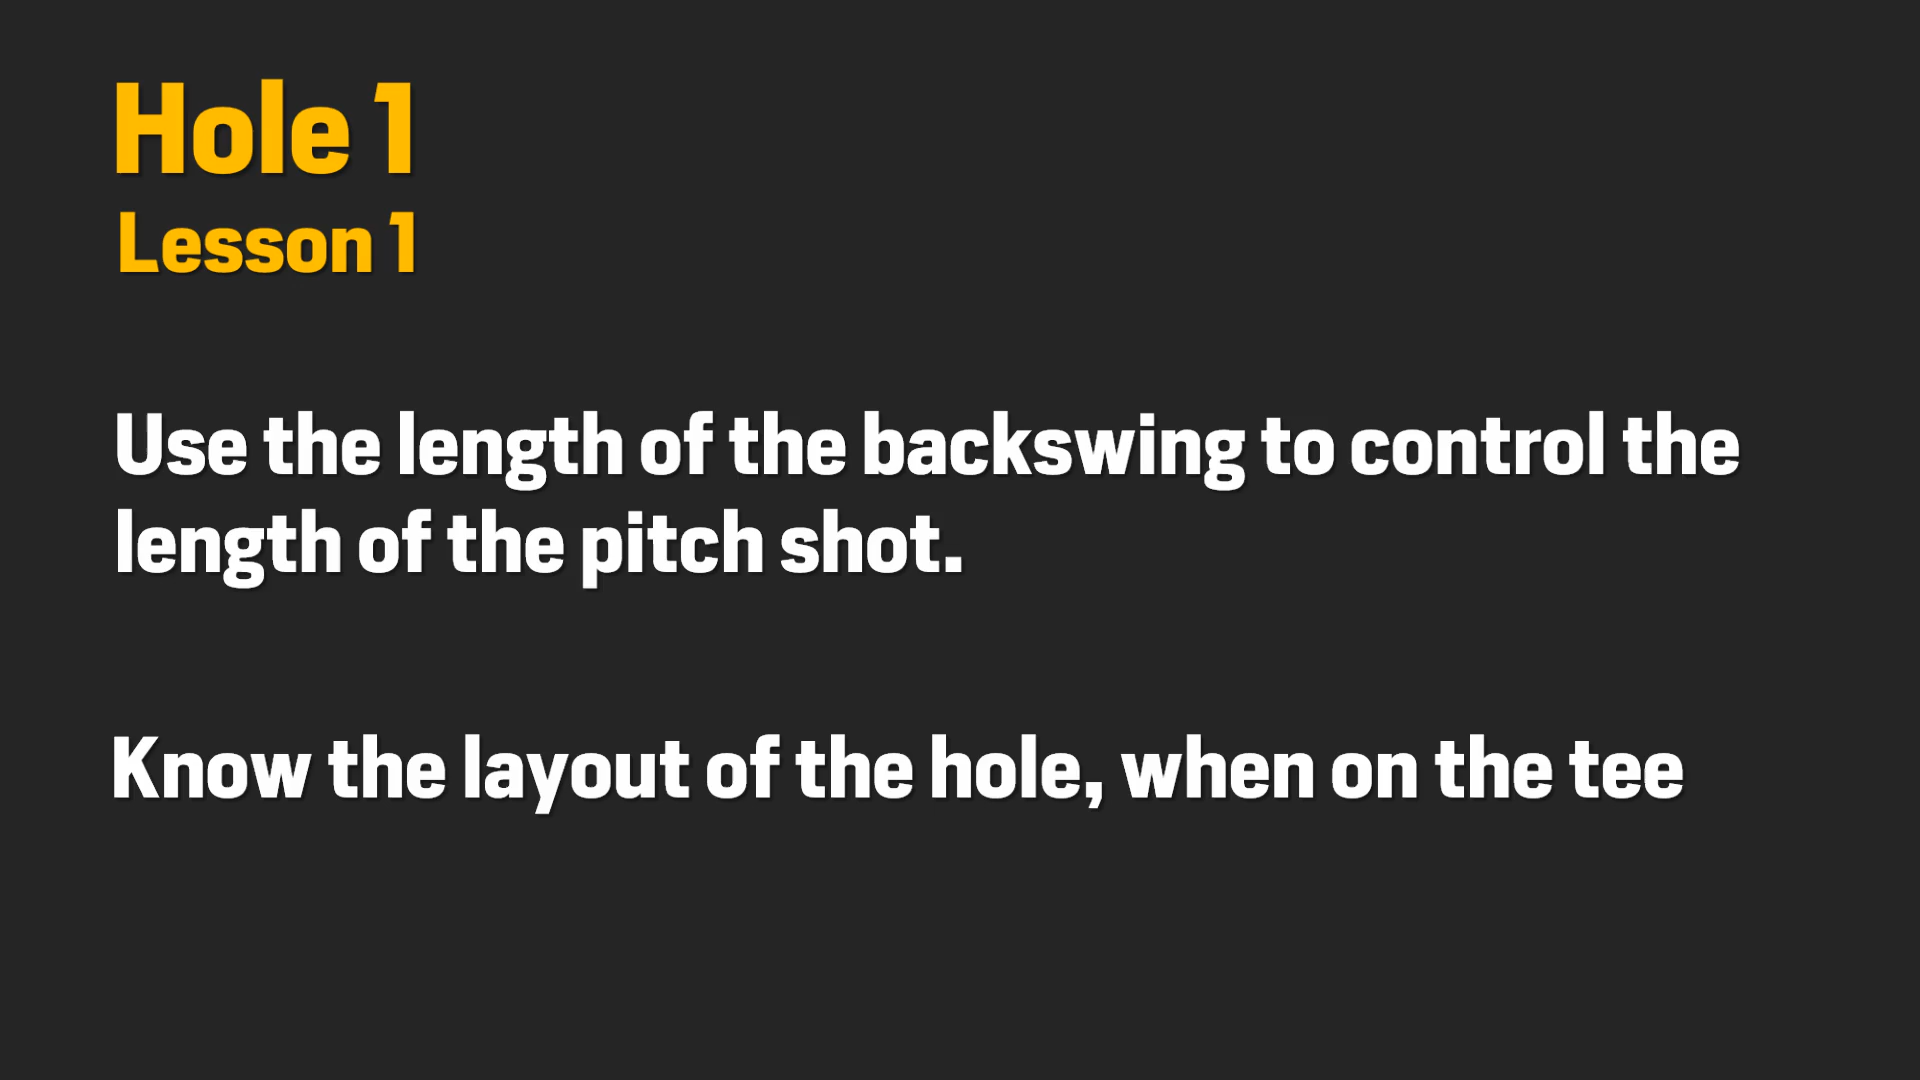 Hole 1
Lesson 1
Use the length of the backswing to control the
length of the pitch shot.
Know the layout of the hole, when on the tee